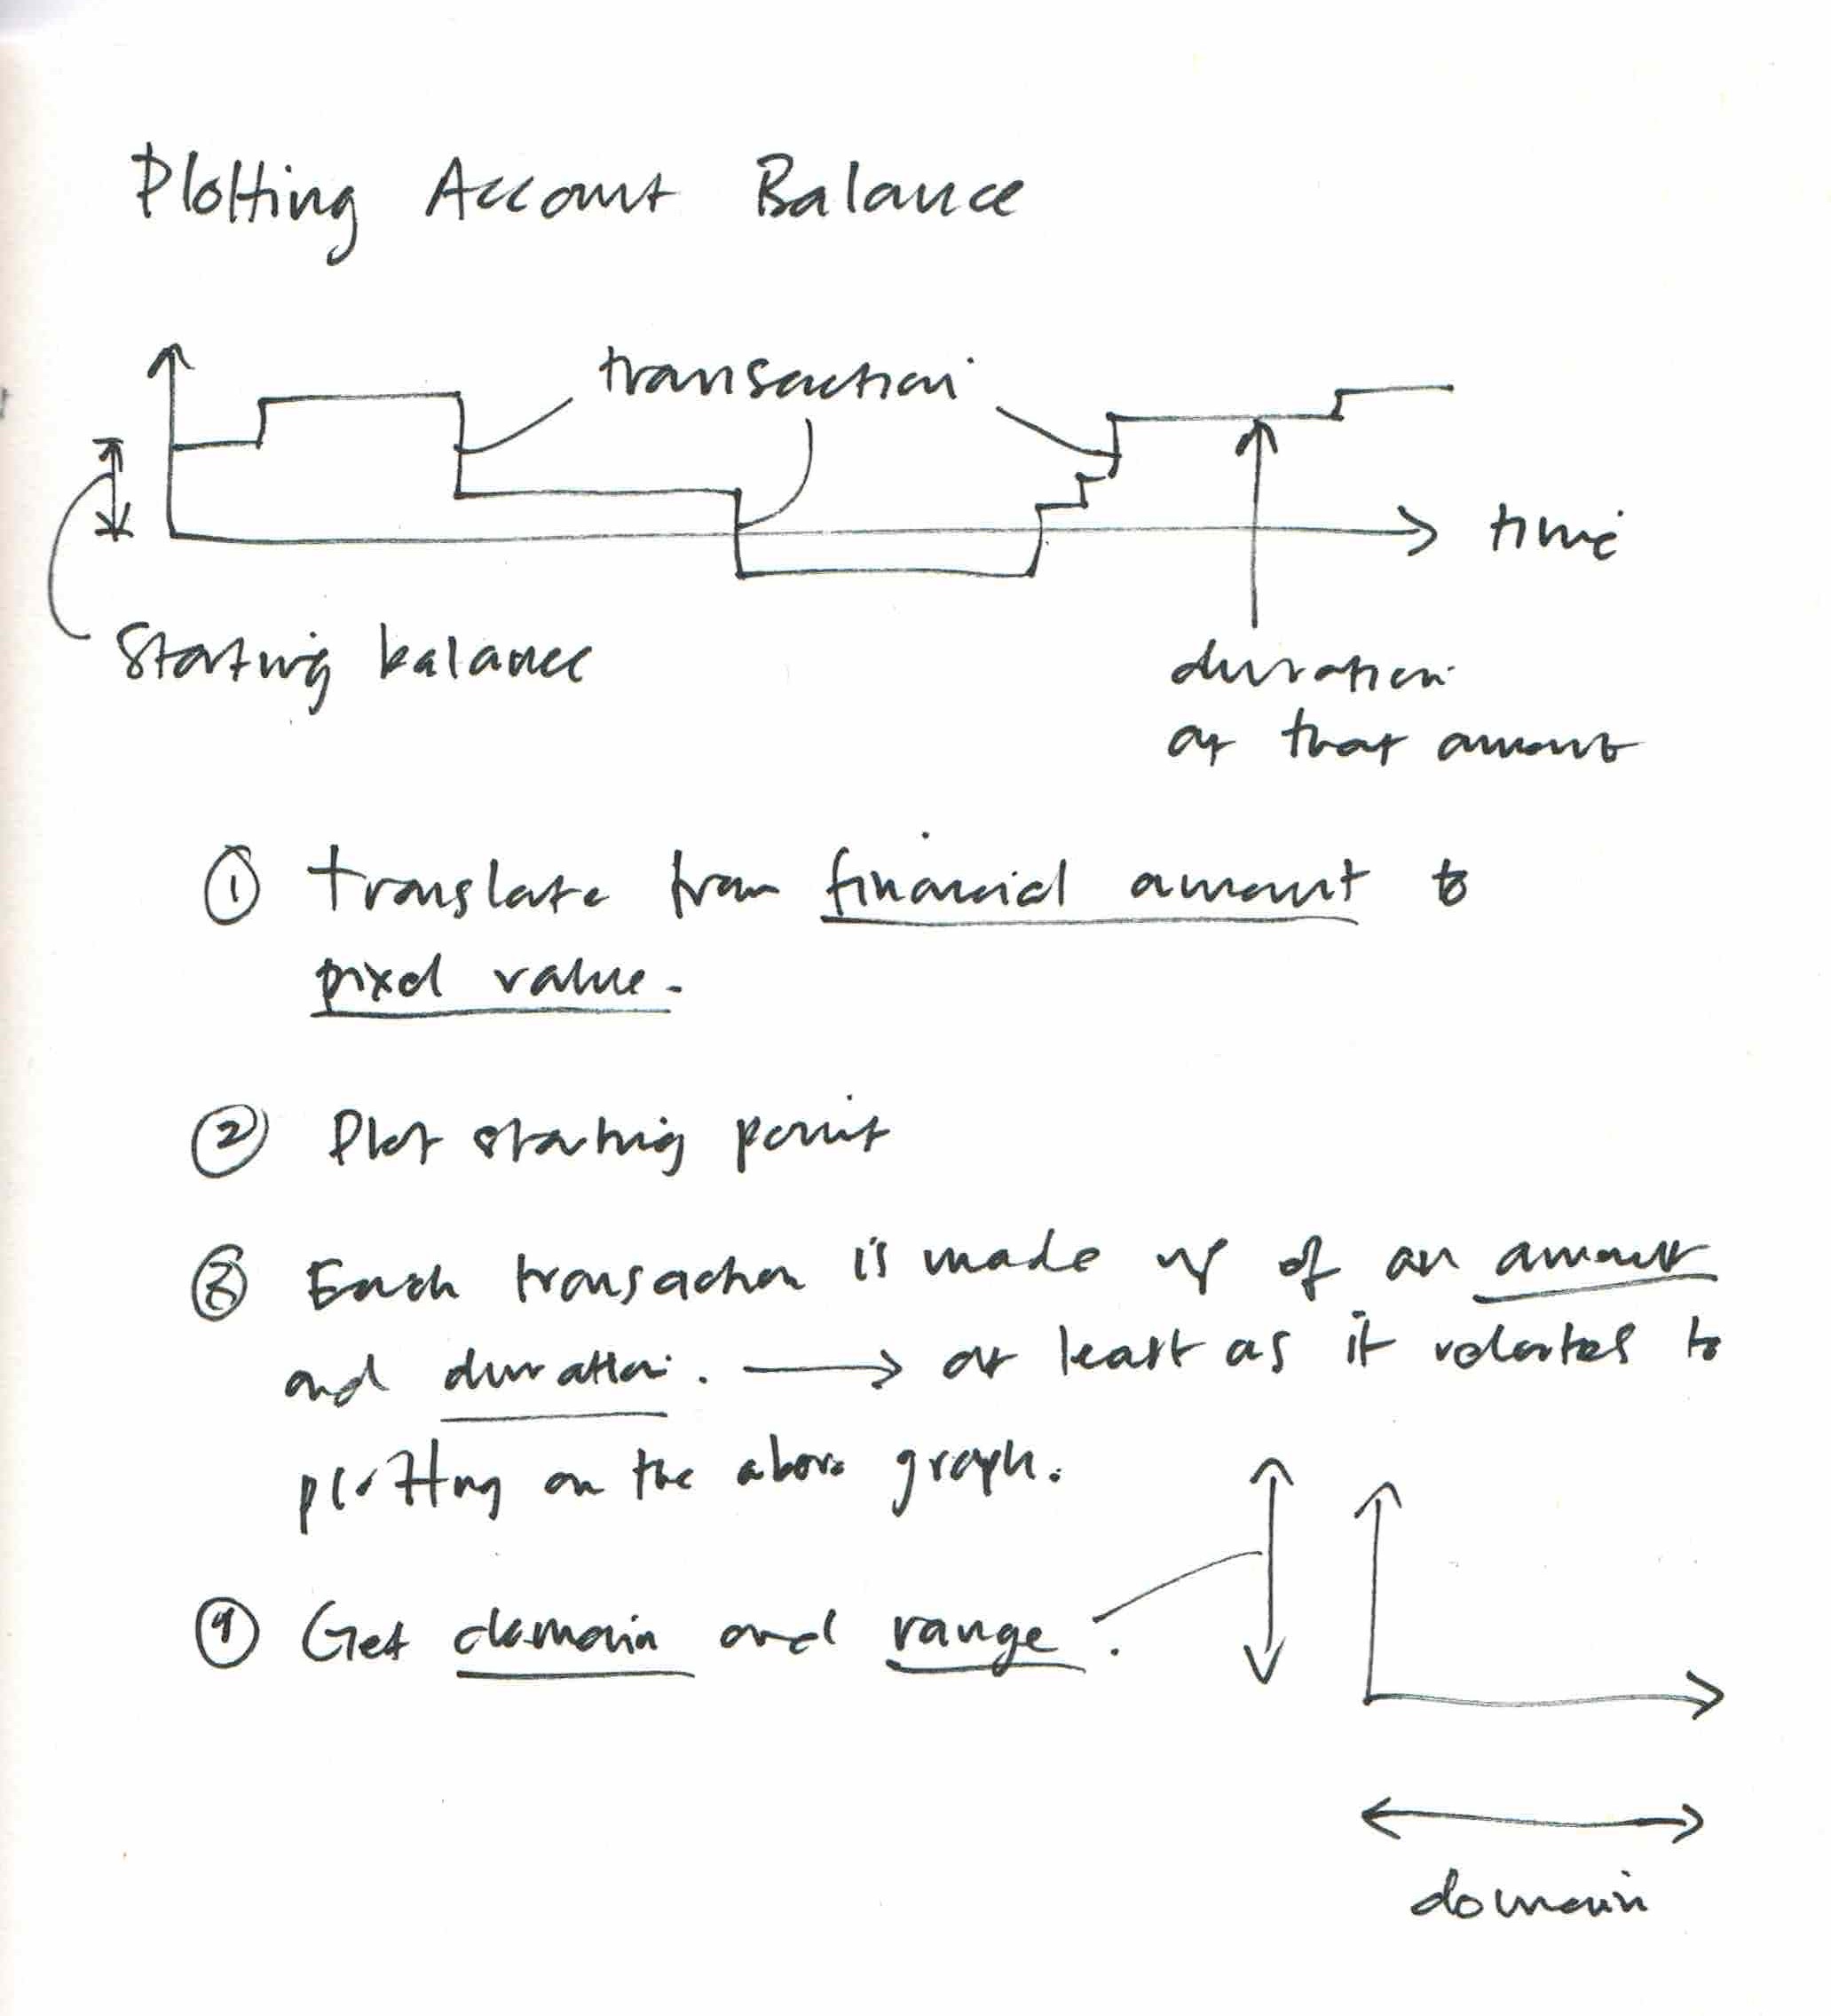 Plotting Account Balance
transaction
time
Starting balance
duration
at that amount
① translate from financial amount to
pixel value.
② Plot starting point
③ Each transaction is made up of an amount
and duration. → at least as it relates to
plotting on the above graph.
④ Get domain and range.
domain